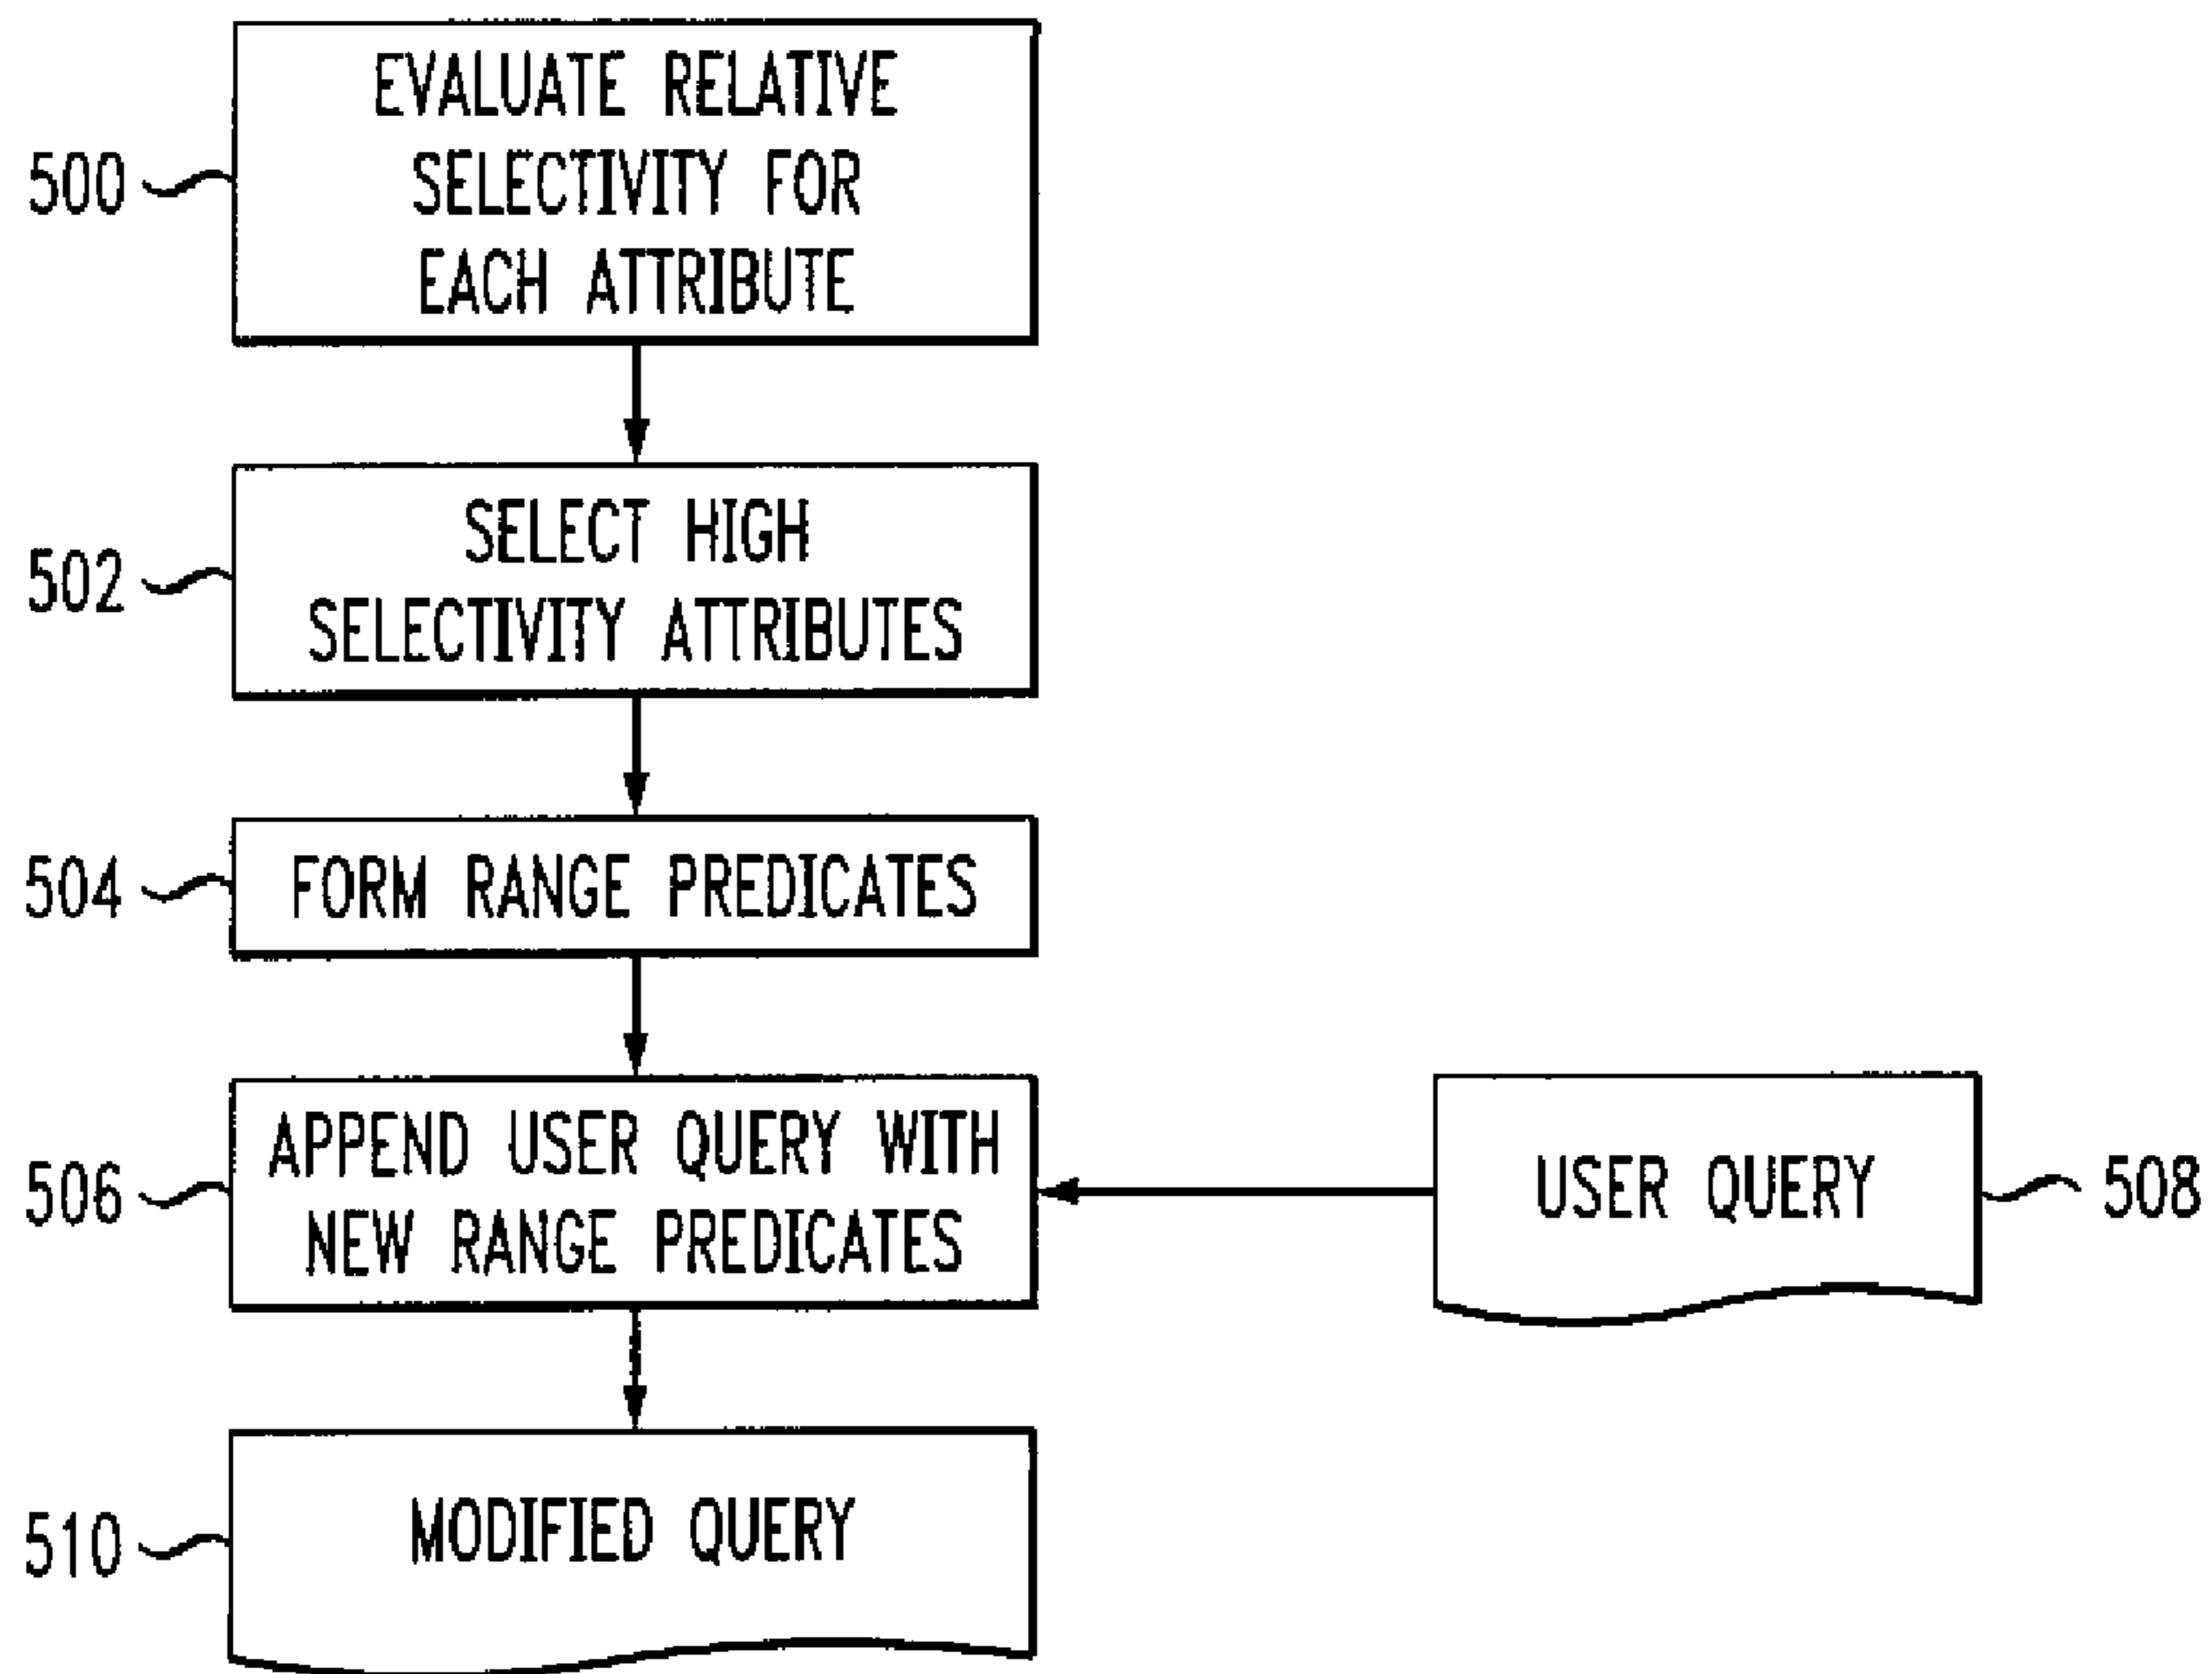 500
EVALUATE RELATIVE
SELECTIVITY FOR
EACH ATTRIBUTE
502
SELECT HIGH
SELECTIVITY ATTRIBUTES
504
FORM RANGE PREDICATES
506
APPEND USER QUERY WITH
NEW RANGE PREDICATES
USER QUERY
508
510
MODIFIED QUERY